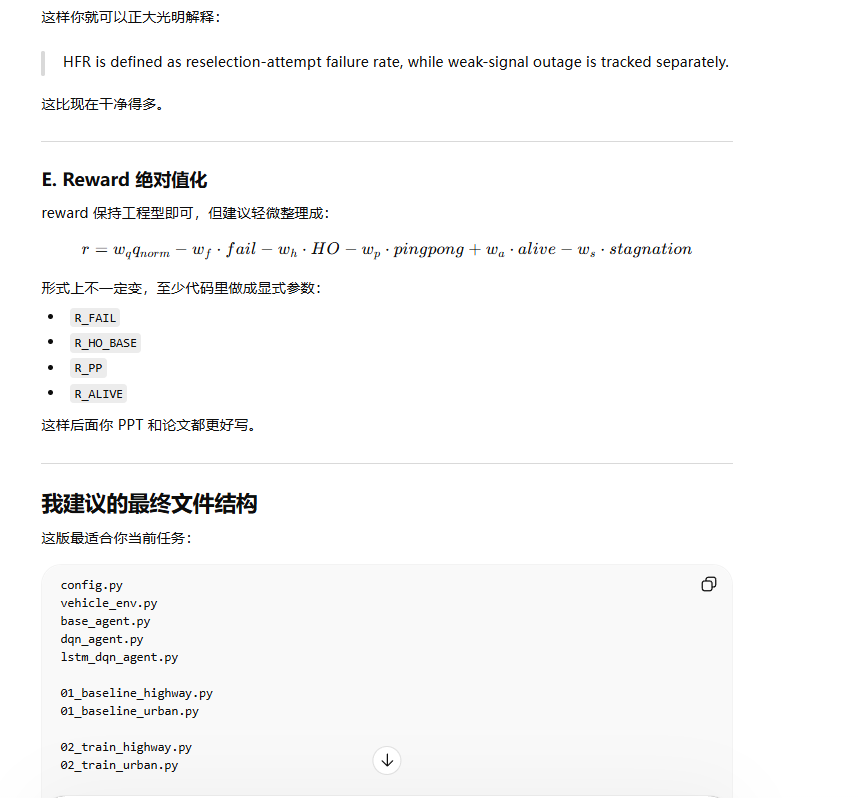 这样你就可以正大光明解释：
HFR is defined as reselection-attempt failure rate, while weak-signal outage is tracked separately.
这比现在干净得多。
E. Reward 绝对值化
reward 保持工程型即可，但建议轻微整理成：
r = w_q q_{norm} − w_f · fail − w_h · HO − w_p · pingpong + w_a · alive − w_s · stagnation
形式上不一定变，至少代码里做成显式参数：
• R_FAIL
• R_HO_BASE
• R_PP
• R_ALIVE
这样后面你 PPT 和论文都更好写。
我建议的最终文件结构
这版最适合你当前任务：
config.py
vehicle_env.py
base_agent.py
dqn_agent.py
lstm_dqn_agent.py
01_baseline_highway.py
01_baseline_urban.py
02_train_highway.py
02_train_urban.py